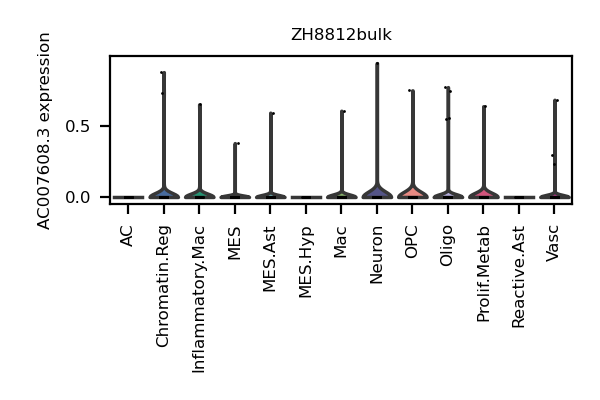 ZH8812bulk
AC007608.3 expression
0.5
0.0
AC
Chromatin.Reg
Inflammatory.Mac
MES
MES.Ast
MES.Hyp
Mac
Neuron
OPC
Oligo
Prolif.Metab
Reactive.Ast
Vasc